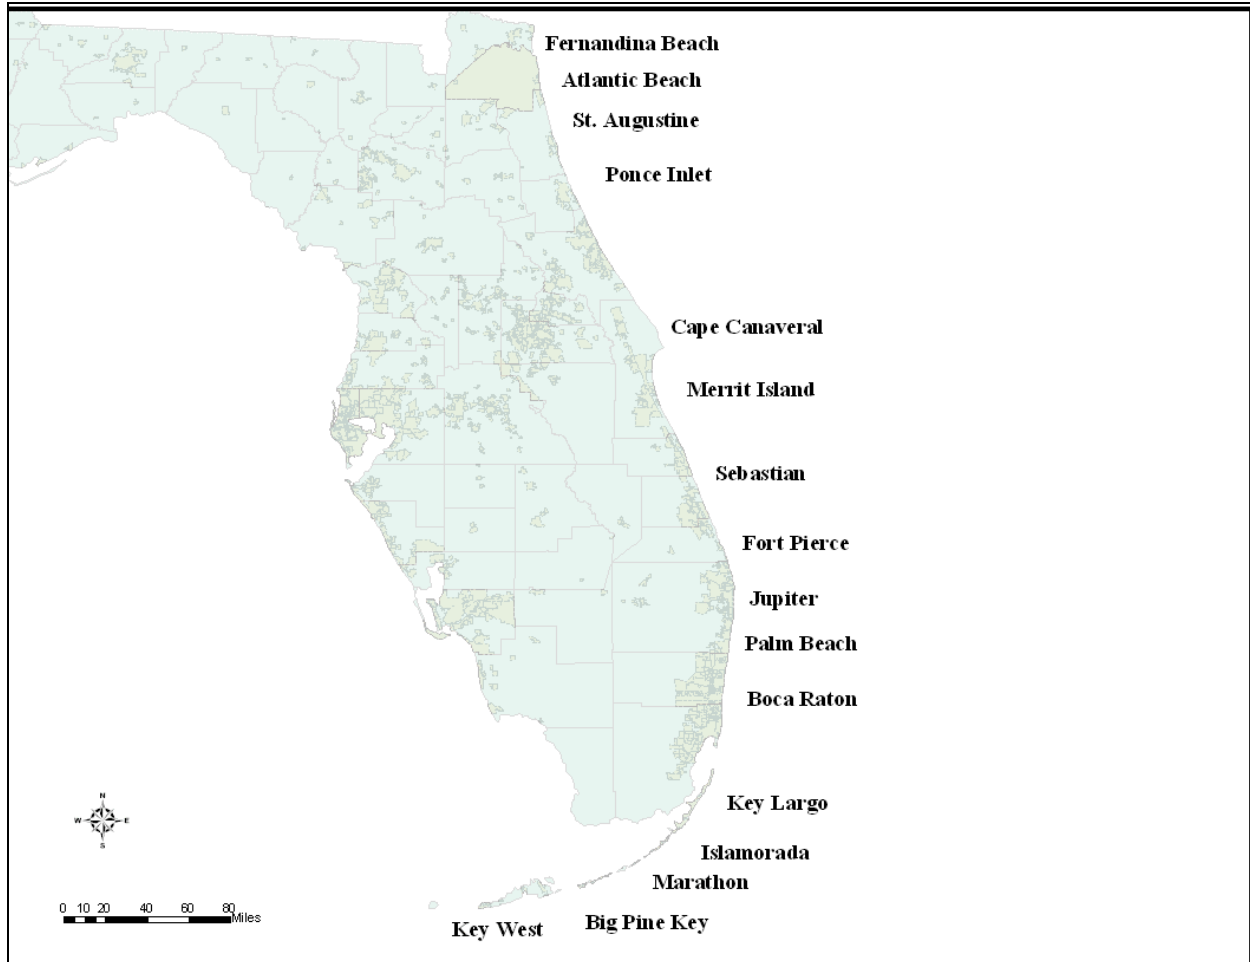 Fernandina Beach
Atlantic Beach
St. Augustine
Ponce Inlet
Cape Canaveral
Merrit Island
Sebastian
Fort Pierce
Jupiter
Palm Beach
Boca Raton
N
W E
S
Key Largo
Islamorada
Marathon
0 10 20 40 60 80
Miles
Big Pine Key
Key West